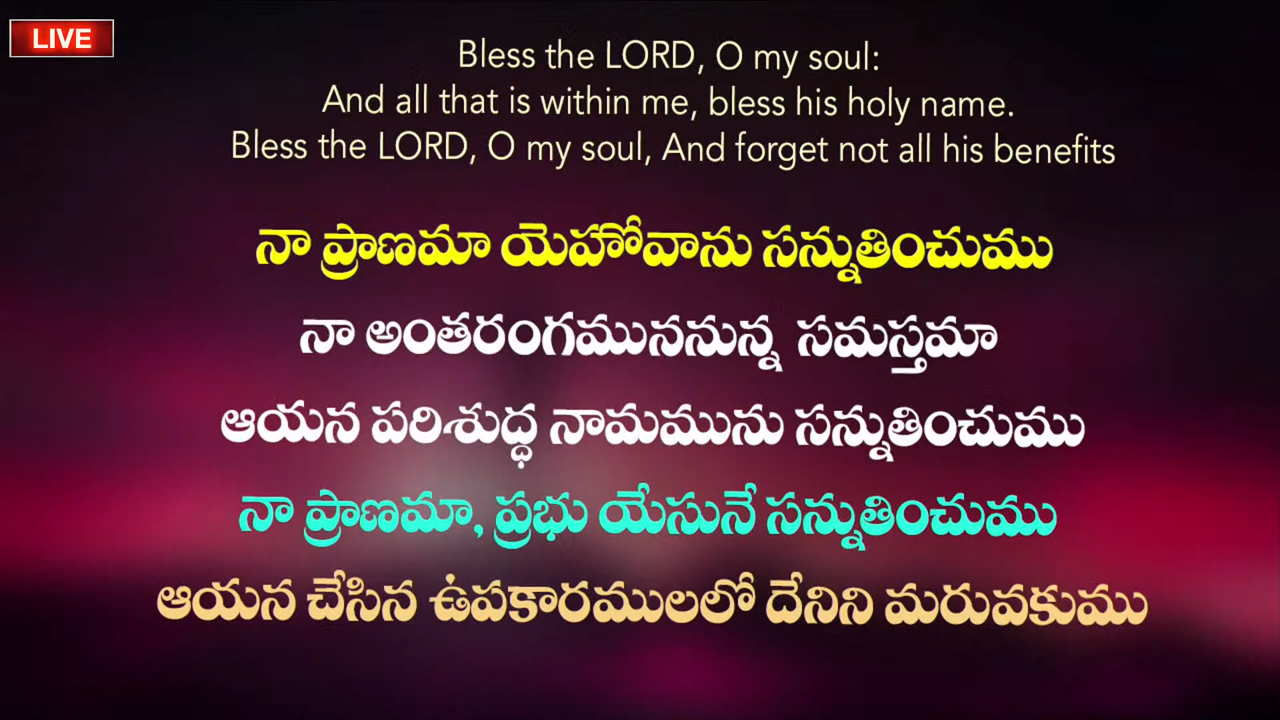 LIVE
Bless the LORD, O my soul:
And all that is within me, bless his holy name.
Bless the LORD, O my soul, And forget not all his benefits
నా ప్రాణమా యెహోవాను సన్నుతించుము
నా అంతరంగముననున్న సమస్తమా
ఆయన పరిశుద్ధ నామమును సన్నుతించుము
నా ప్రాణమా, ప్రభు యేసునే సన్నుతించుము
ఆయన చేసిన ఉపకారములలో దేనిని మరువకుము